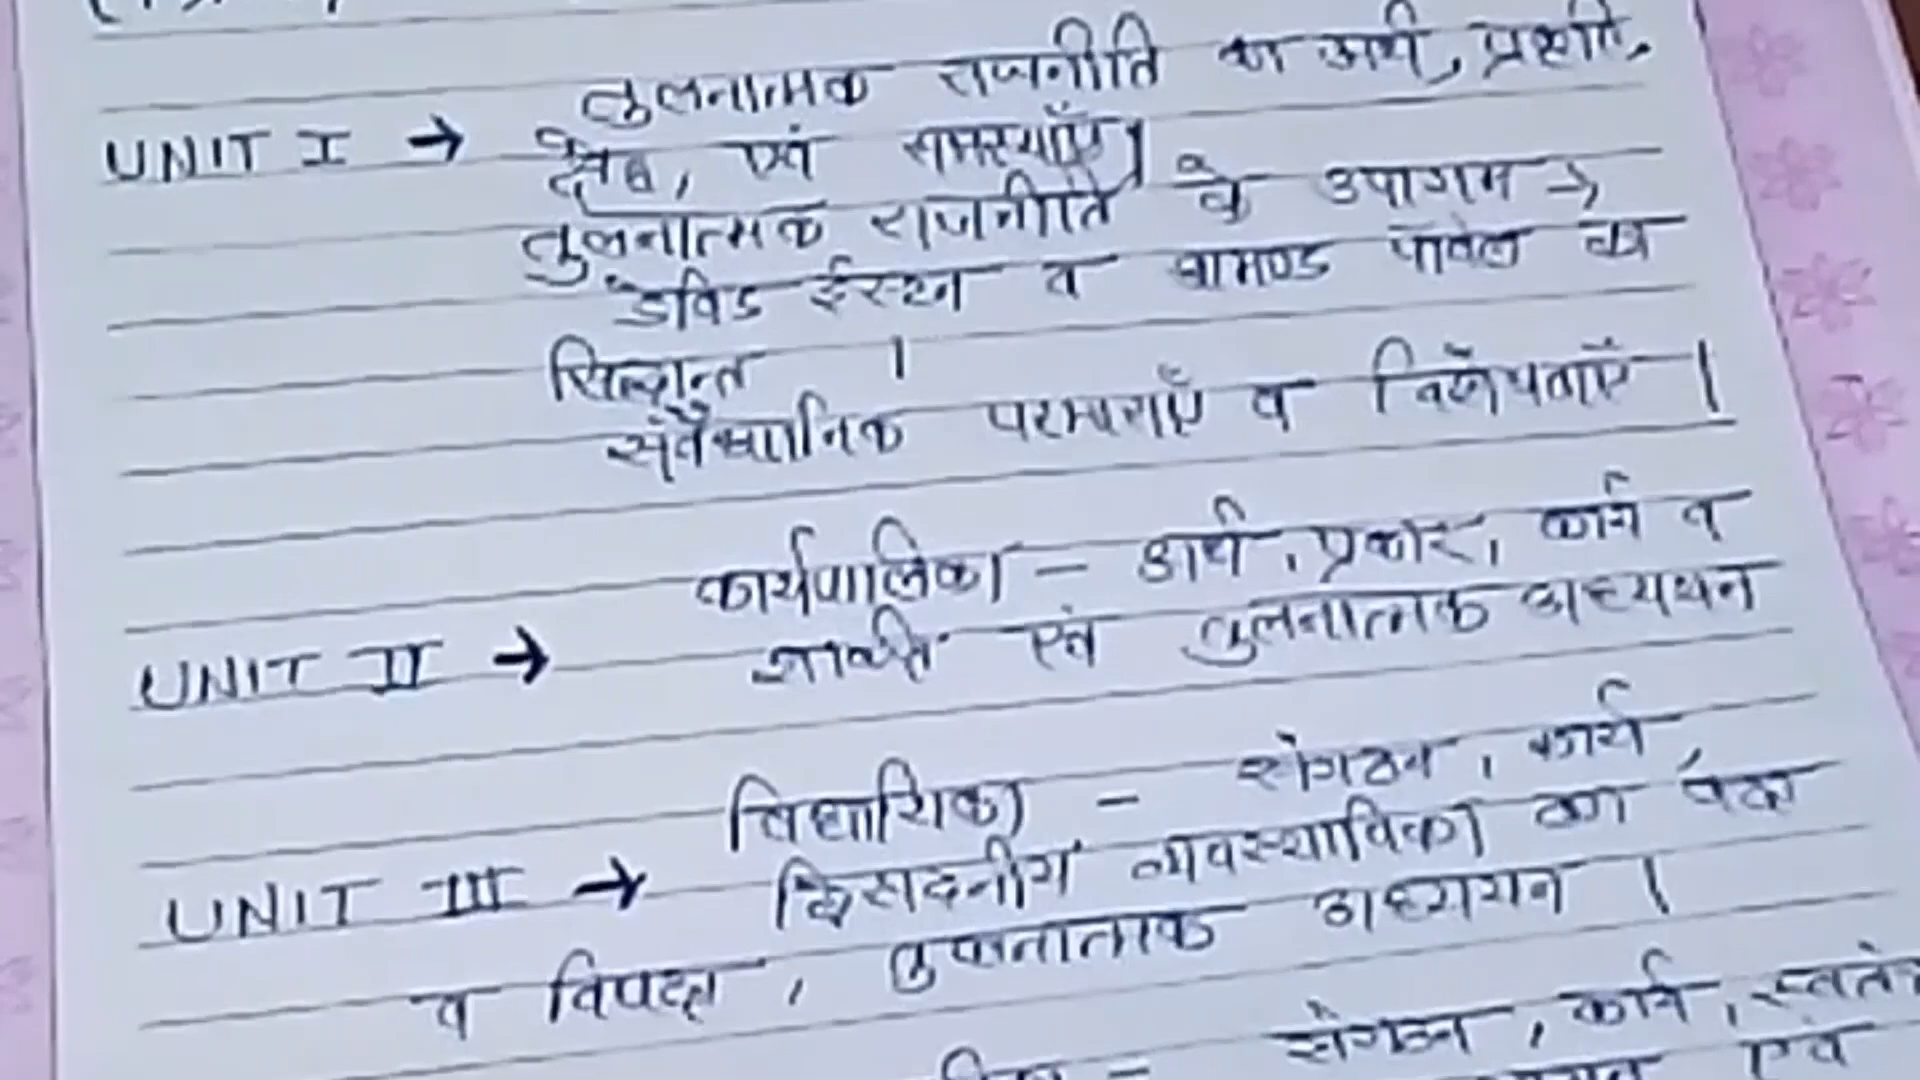 तुलनात्मक राजनीति का अर्थ, प्रकृति,
UNIT I → क्षेत्र, एवं समस्याएँ।
तुलनात्मक राजनीति के उपागम →
डेविड ईस्टन व आमण्ड पावेल का
सिद्धान्त ।
संवैधानिक परम्पराएँ व विशेषताएँ ।
कार्यपालिका - अर्थ, प्रकार, कार्य व
UNIT II → शक्ति एवं तुलनात्मक अध्ययन
विधायिका - संगठन, कार्य,
UNIT III → द्विसदनीय व्यवस्थापिका का पक्ष
व विपक्ष, तुलनात्मक अध्ययन ।
- संगठन, कार्य, स्वतंत्र
एवं